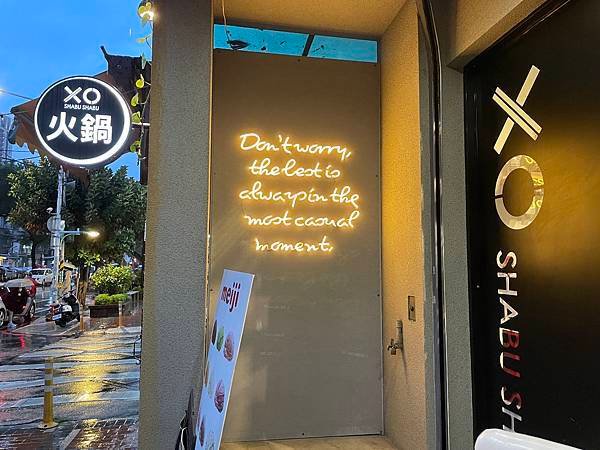 XO
SHABU SHABU
火鍋
Don't worry,
the best is
always in the
most casual
moment.
meiji
XO
SHABU SH